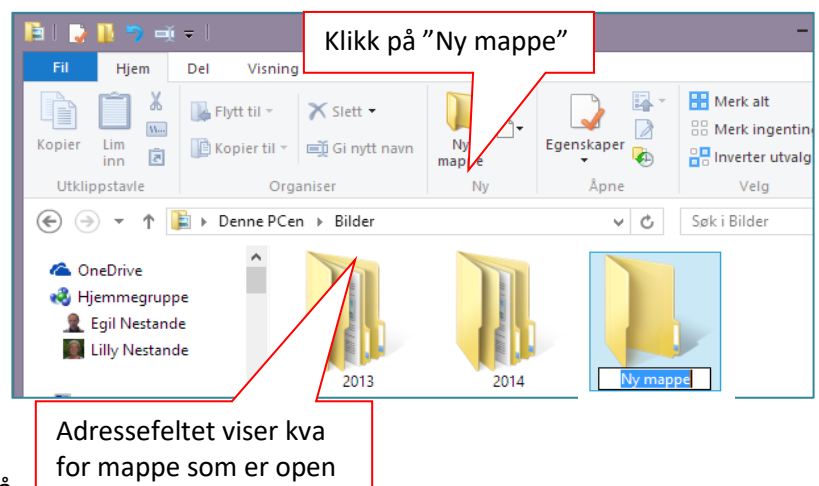 Klikk på ”Ny mappe”
Fil Hjem Del Visning
Kopier
Lim
inn
Utklippstavle
Flytt til
Kopier til
Slett
Gi nytt navn
Organiser
mappe
Ny
Egenskaper
Åpne
Merk alt
Merk ingenting
Inverter utvalg
Velg
Denne PCen Bilder
Søk i Bilder
OneDrive
Hjemmegruppe
Egil Nestande
Lilly Nestande
2013
2014
Ny mappe
Adressefeltet viser kva
for mappe som er open